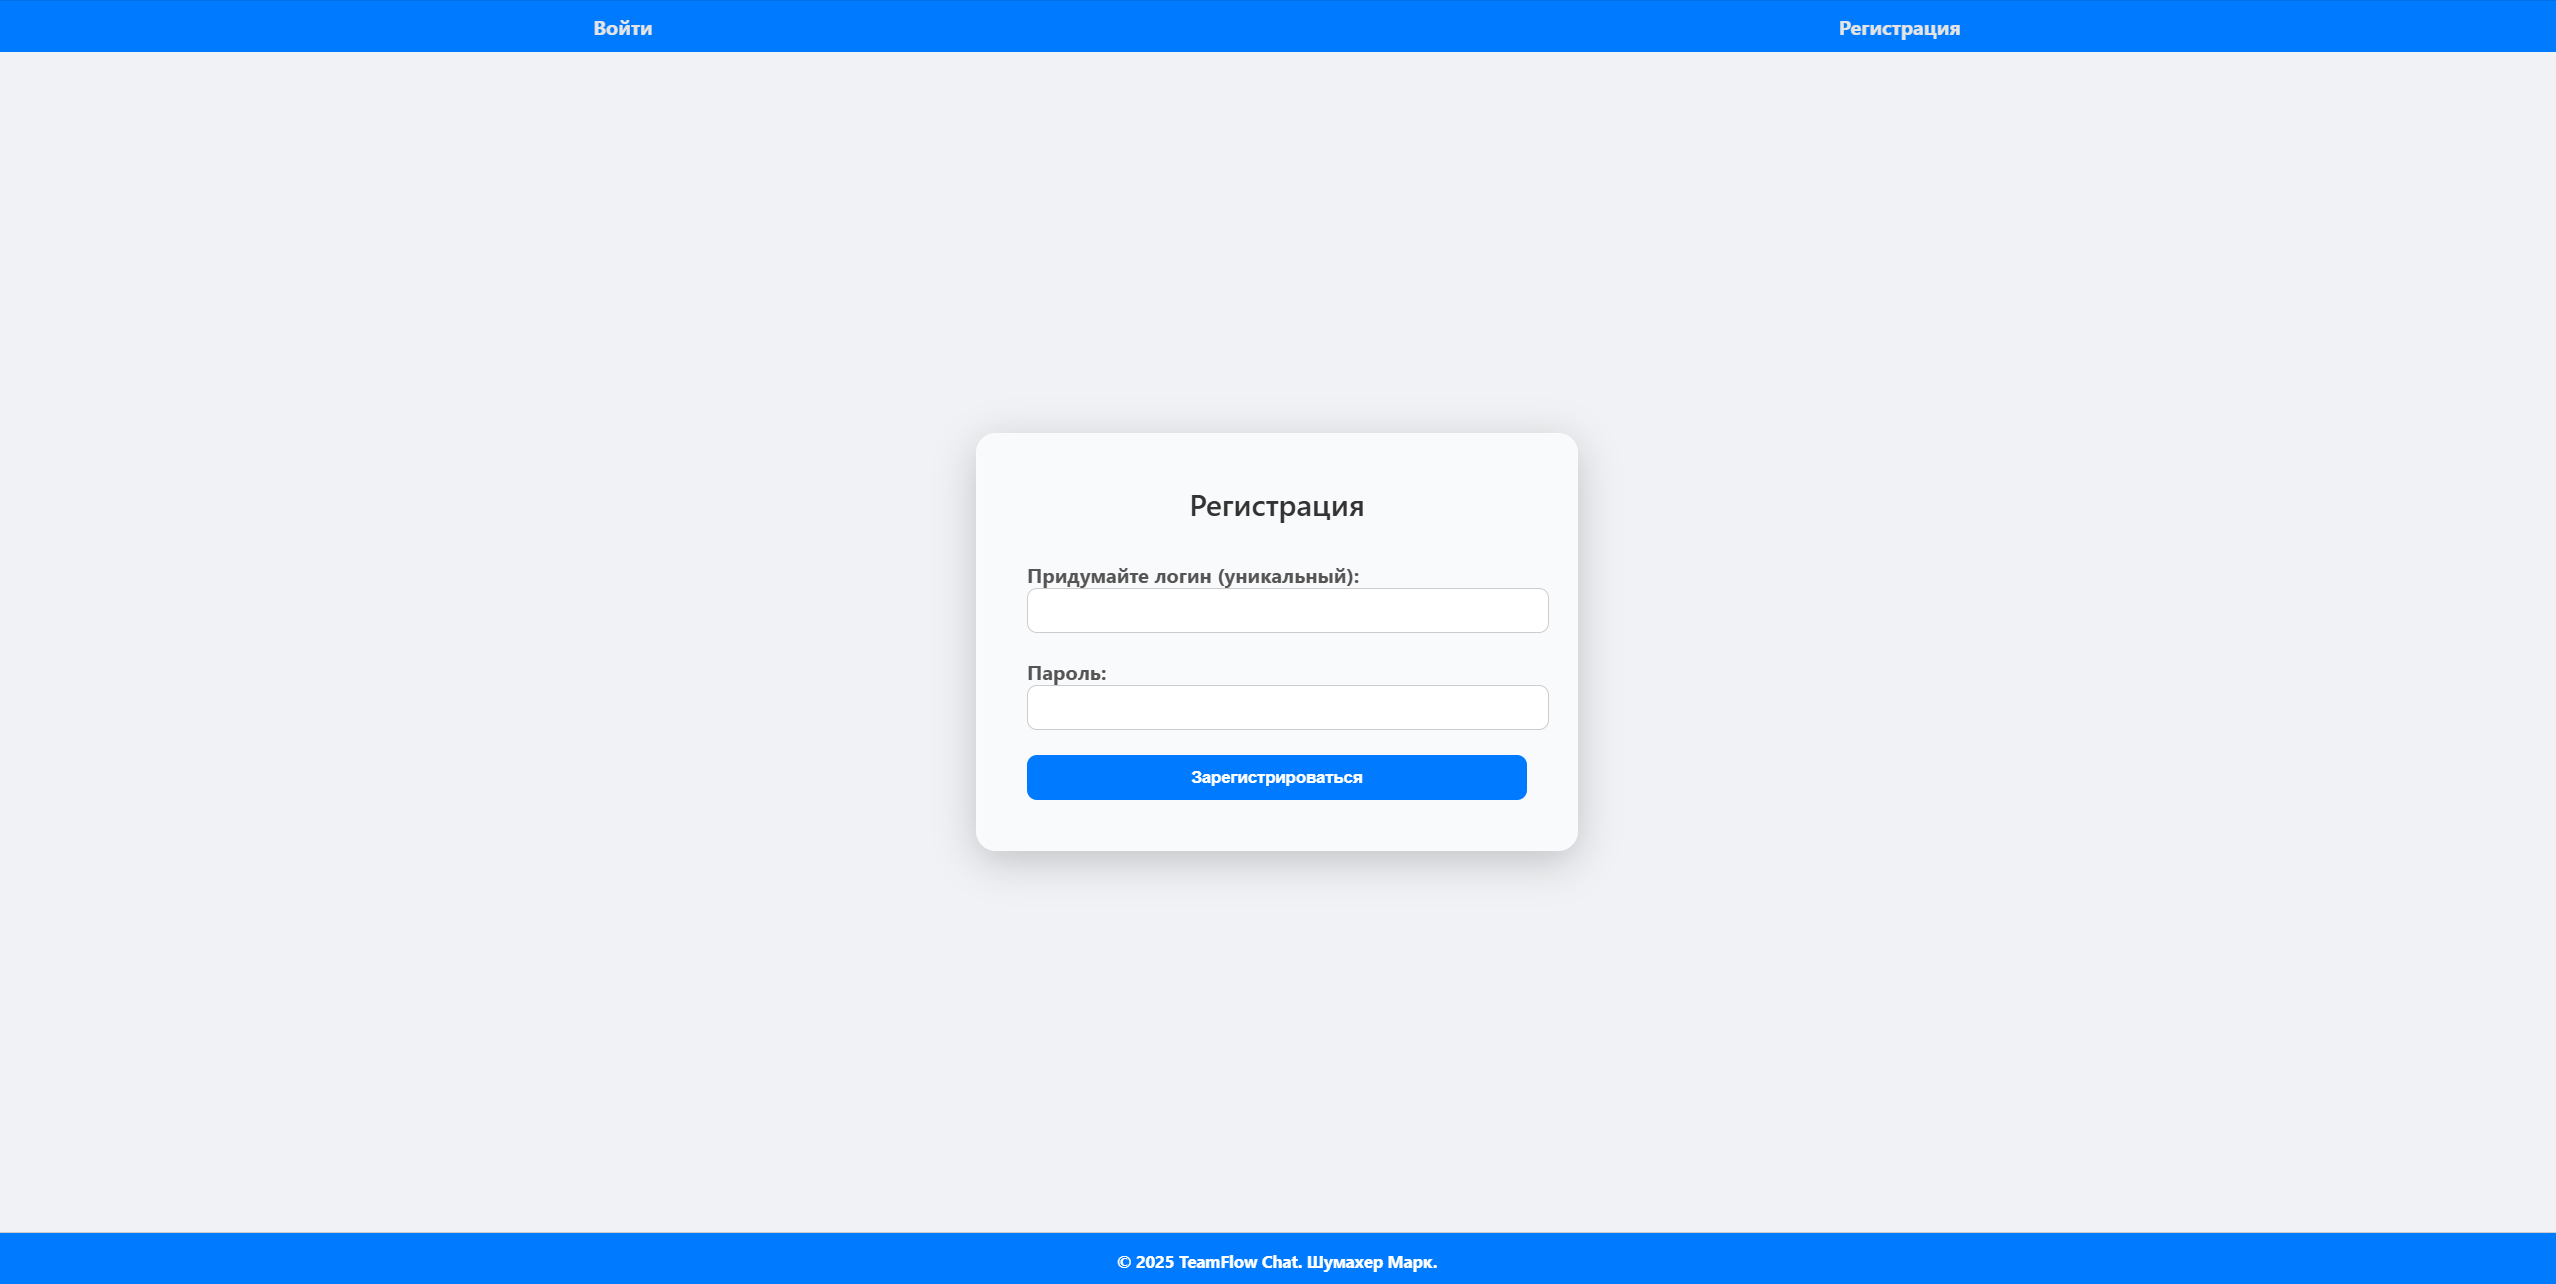 Войти
Регистрация
Регистрация
Придумайте логин (уникальный):
Пароль:
Зарегистрироваться
© 2025 TeamFlow Chat. Шумахер Марк.